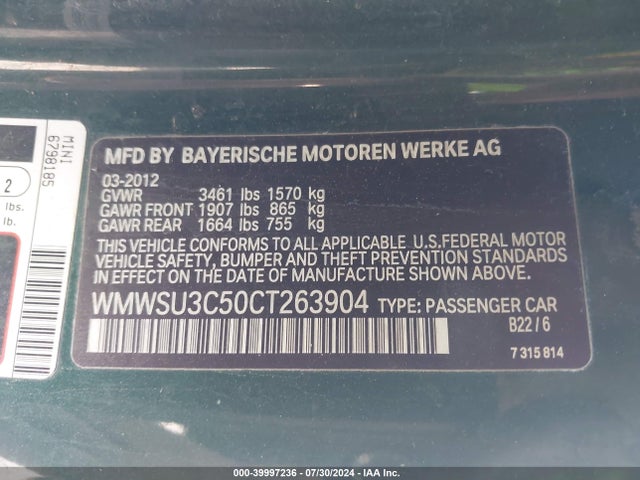 MINI
6798185
2
s.
lb.
MFD BY BAYERISCHE MOTOREN WERKE AG
03-2012
GVWR 3461 lbs 1570 kg
GAWR FRONT 1907 lbs 865 kg
GAWR REAR 1664 lbs 755 kg
THIS VEHICLE CONFORMS TO ALL APPLICABLE U.S.FEDERAL MOTOR
VEHICLE SAFETY, BUMPER AND THEFT PREVENTION STANDARDS
IN EFFECT ON THE DATE OF MANUFACTURE SHOWN ABOVE.
WMWSU3C50CT263904 TYPE: PASSENGER CAR
B22/6
7 315 814
000-39997236 - 07/30/2024 - IAA Inc.